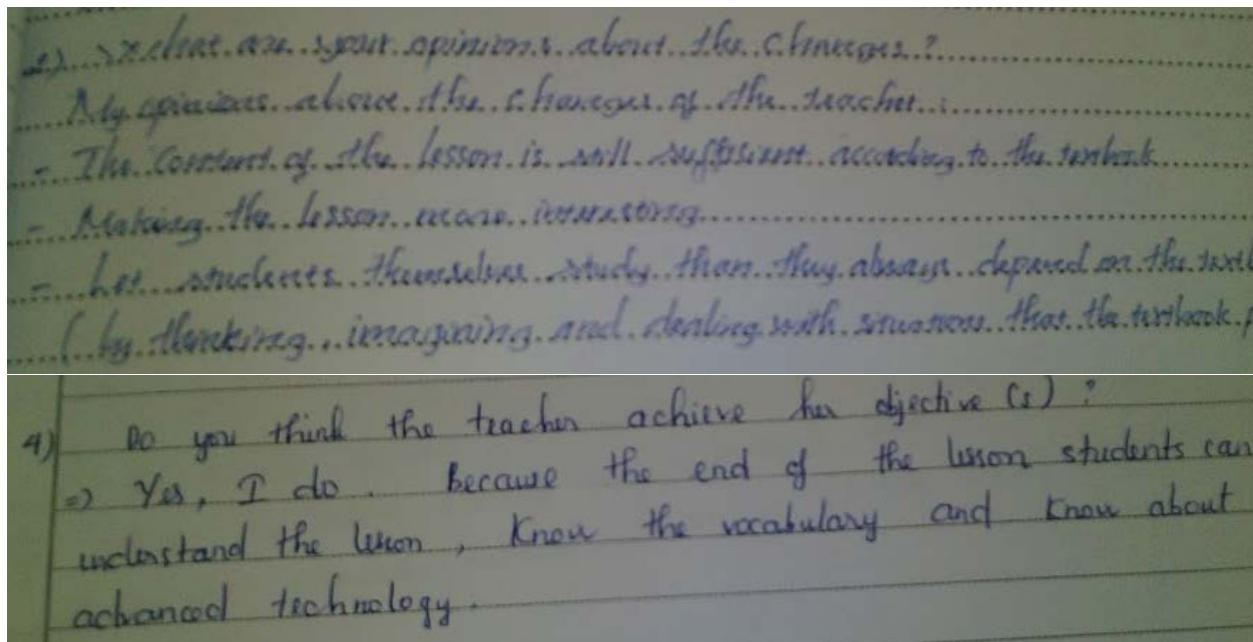 2) What are your opinions about the changes?
My opinions about the changes of the teacher:
- The content of the lesson is still sufficient according to the textbook
- Making the lesson more interesting
- Let students themselves study than they always depend on the
( by thinking, imagining and dealing with situations that the textbook
4) Do you think the teacher achieve her objective (s) ?
=) Yes, I do. Because the end of the lesson students can
understand the lesson, know the vocabulary and know about
advanced technology.